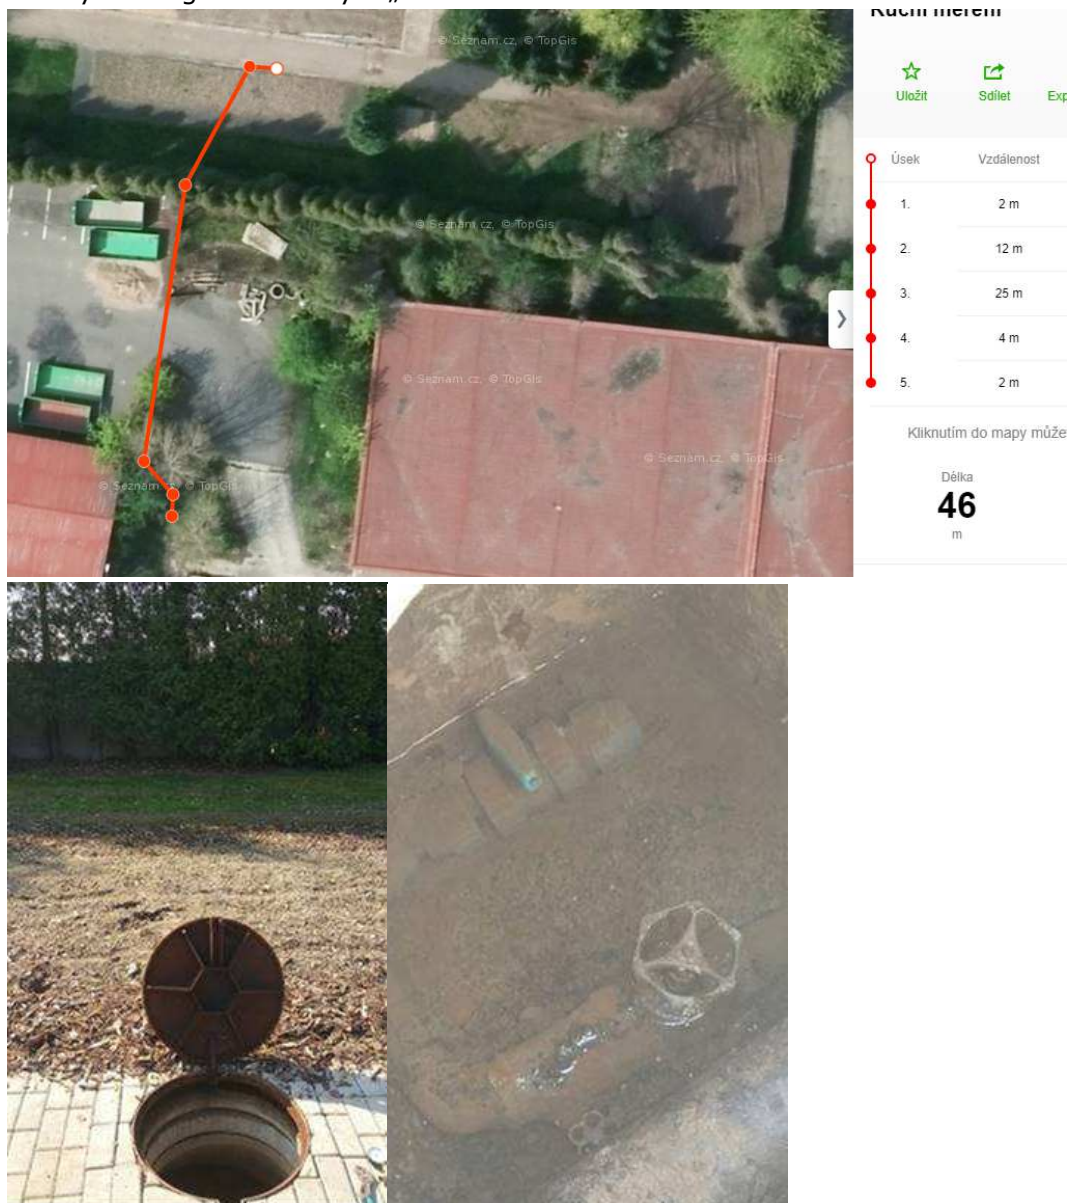 © Seznam.cz, © TopGis
© Seznam.cz, © TopGis
© Seznam.cz, © TopGis
© Seznam.cz, © TopGis
© Seznam.cz, © TopGis
Ruční měření
Uložit
Sdílet
Exp
Úsek Vzdálenost
1. 2 m
2. 12 m
3. 25 m
4. 4 m
5. 2 m
Kliknutím do mapy může
Délka
46
m